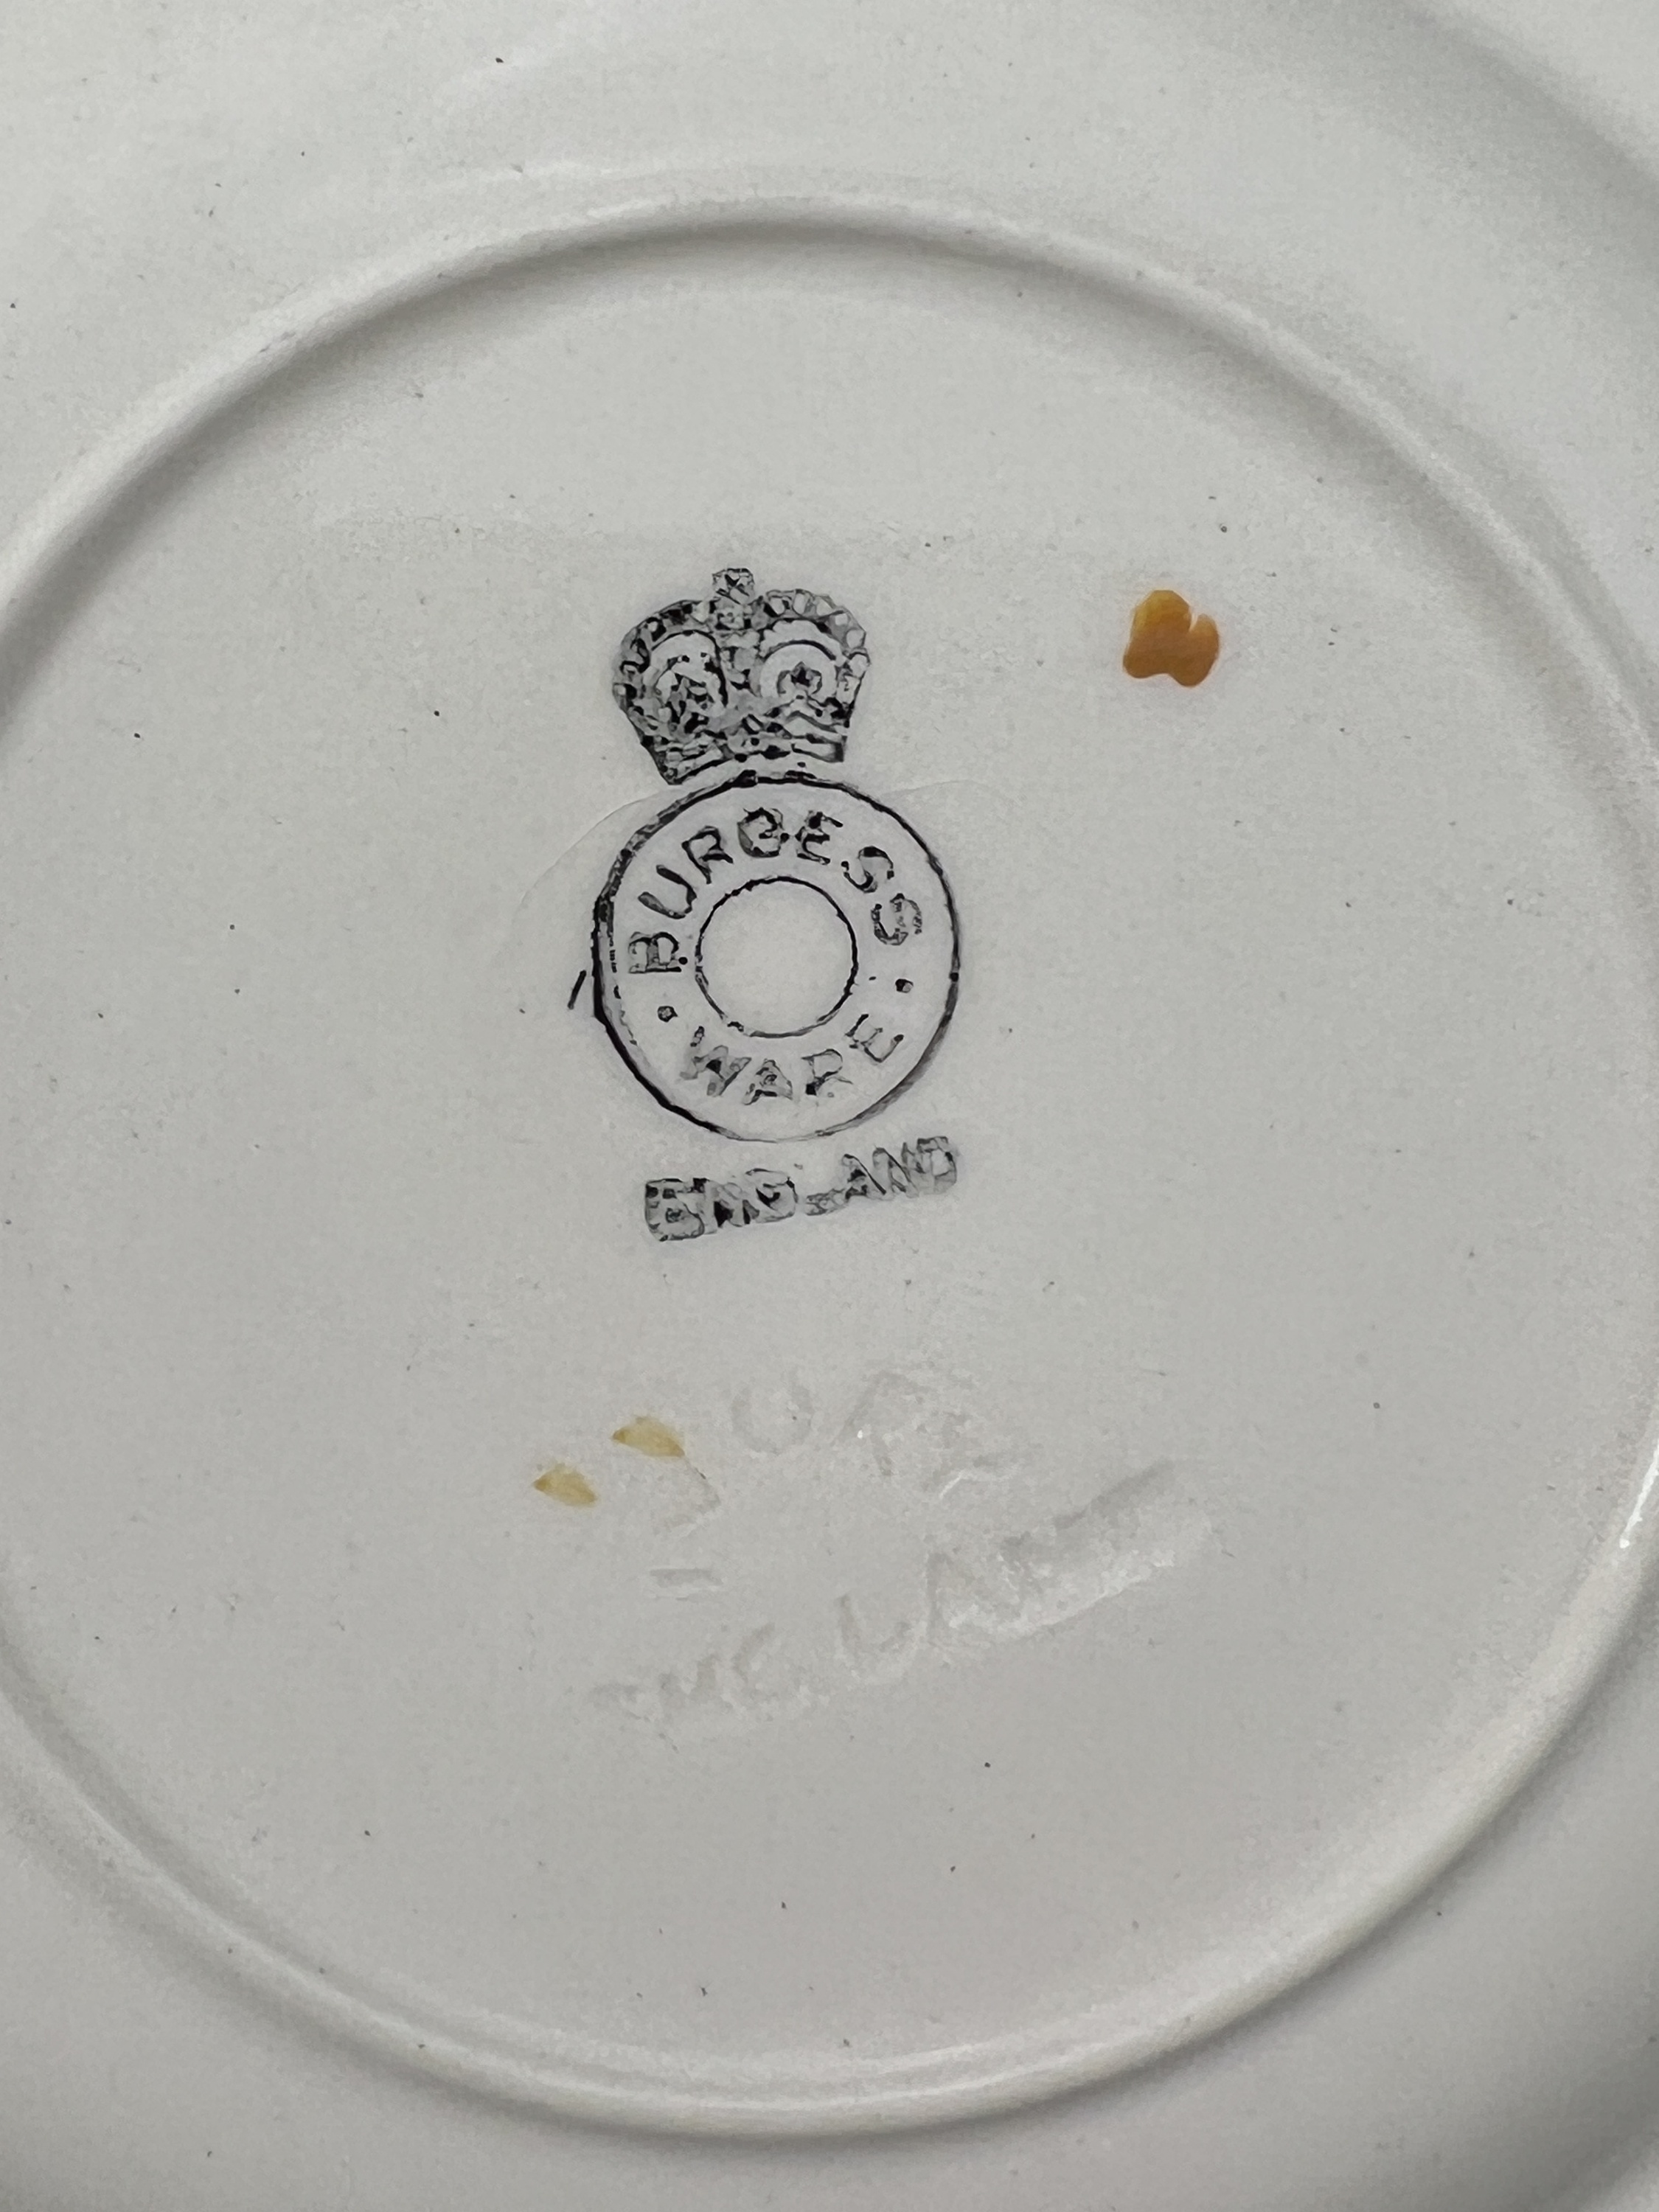 BURGESS
· WARE ·
ENGLAND